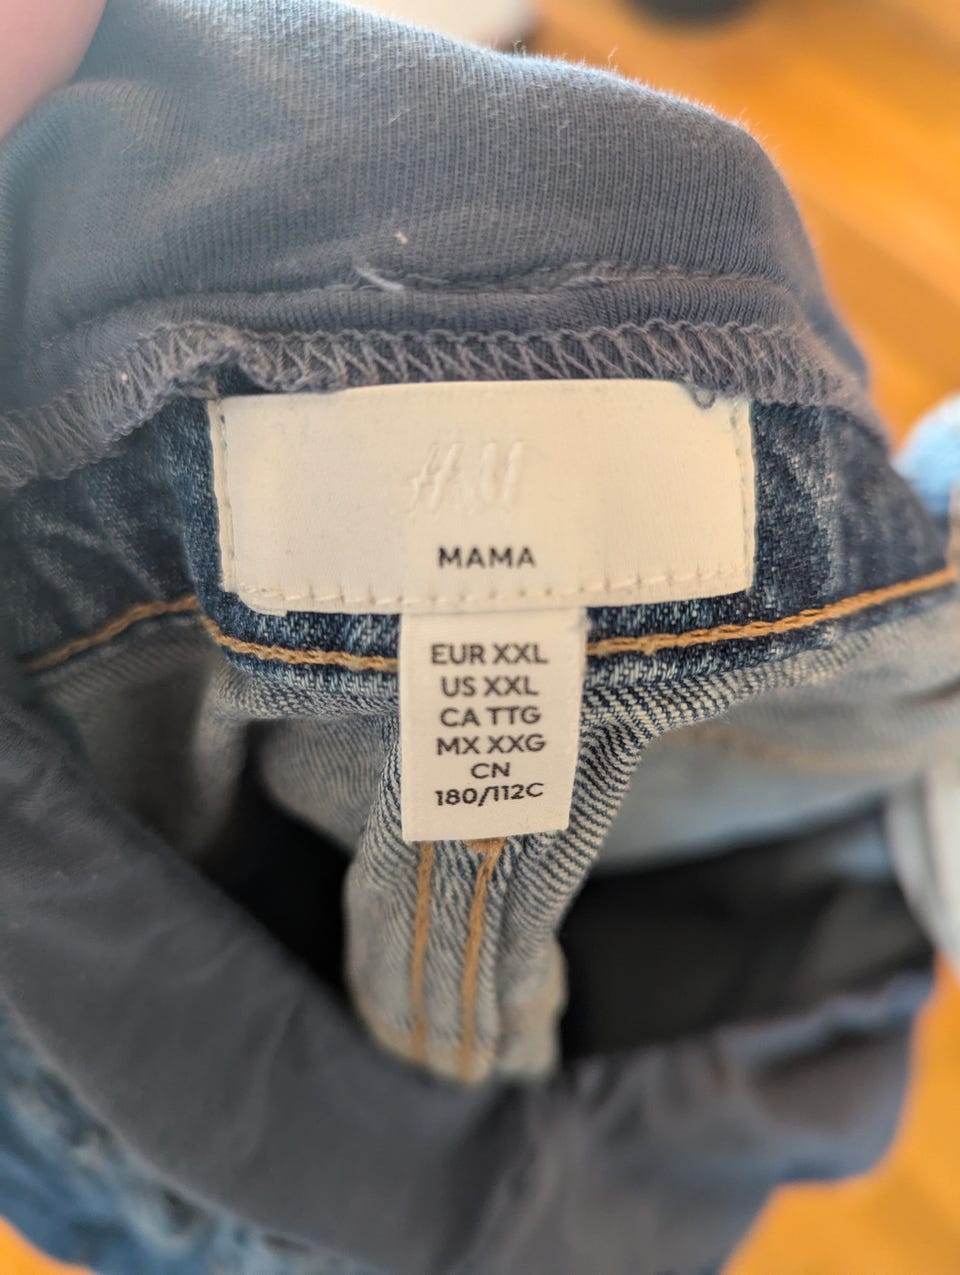 H&M
MAMA
EUR XXL
US XXL
CA TTG
MX XXG
CN
180/112C